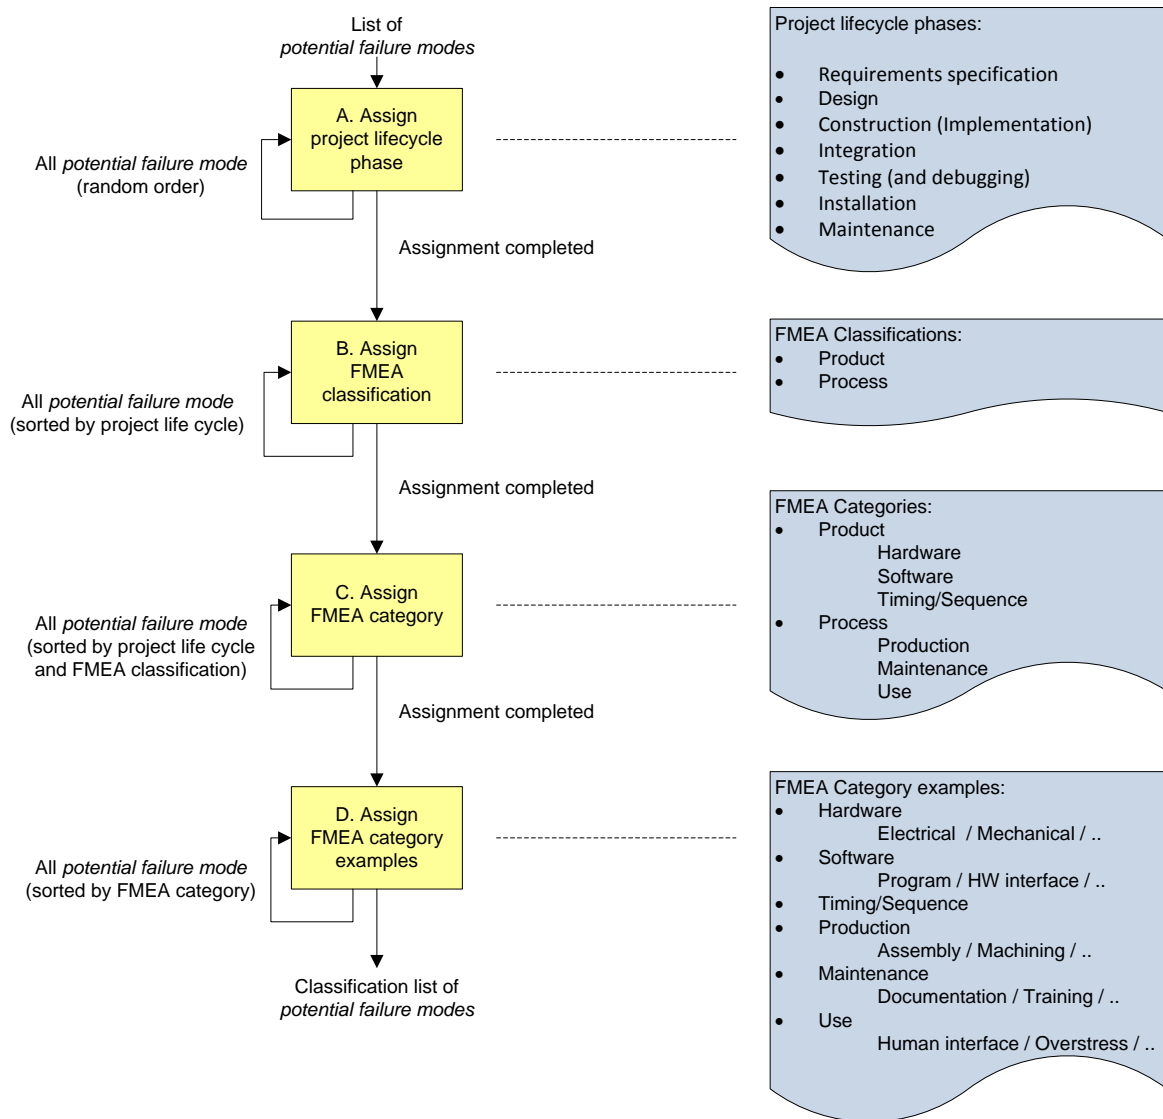 List of
potential failure modes
A. Assign
project lifecycle
phase
All potential failure mode
(random order)
Assignment completed
Project lifecycle phases:
• Requirements specification
• Design
• Construction (Implementation)
• Integration
• Testing (and debugging)
• Installation
• Maintenance
B. Assign
FMEA
classification
All potential failure mode
(sorted by project life cycle)
Assignment completed
FMEA Classifications:
• Product
• Process
C. Assign
FMEA category
All potential failure mode
(sorted by project life cycle
and FMEA classification)
Assignment completed
FMEA Categories:
• Product
Hardware
Software
Timing/Sequence
• Process
Production
Maintenance
Use
D. Assign
FMEA category
examples
All potential failure mode
(sorted by FMEA category)
Classification list of
potential failure modes
FMEA Category examples:
• Hardware
Electrical / Mechanical / ..
• Software
Program / HW interface / ..
• Timing/Sequence
• Production
Assembly / Machining / ..
• Maintenance
Documentation / Training / ..
• Use
Human interface / Overstress / ..